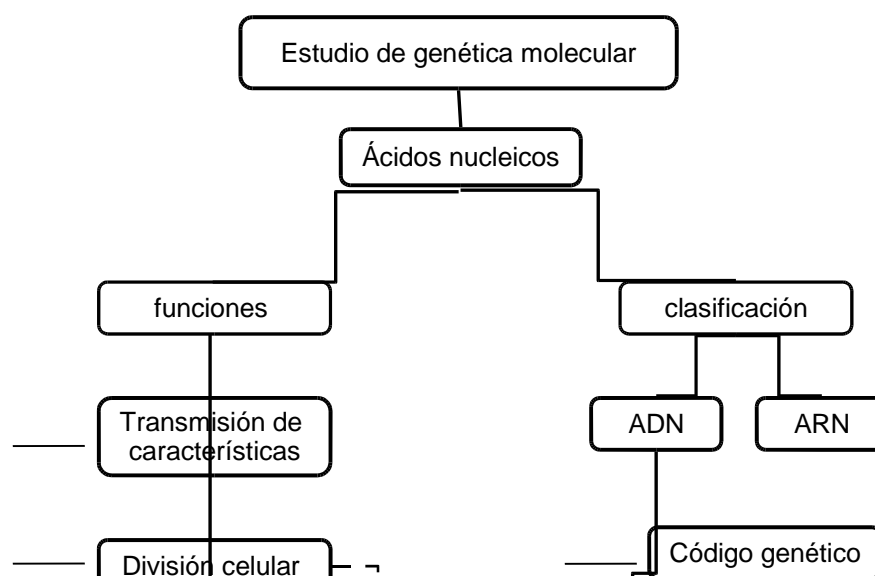 Estudio de genética molecular
Ácidos nucleicos
funciones
clasificación
Transmisión de
características
ADN
ARN
División celular
Código genético